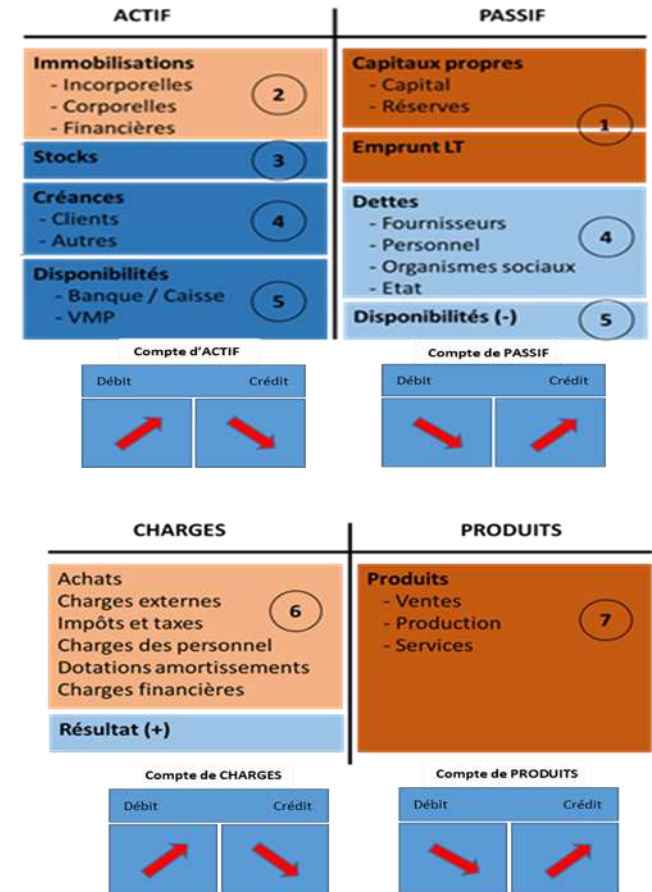 ACTIF
PASSIF
Immobilisations
- Incorporelles
- Corporelles
- Financières
2
Stocks
3
Créances
- Clients
- Autres
4
Disponibilités
- Banque / Caisse
- VMP
5
Capitaux propres
- Capital
- Réserves
1
Emprunt LT
Dettes
- Fournisseurs
- Personnel
- Organismes sociaux
- Etat
4
Disponibilités (-)
5
Compte d'ACTIF
Débit Crédit
Compte de PASSIF
Débit Crédit
CHARGES
PRODUITS
Achats
Charges externes
Impôts et taxes
Charges des personnel
Dotations amortissements
Charges financières
6
Résultat (+)
Produits
- Ventes
- Production
- Services
7
Compte de CHARGES
Débit Crédit
Compte de PRODUITS
Débit Crédit